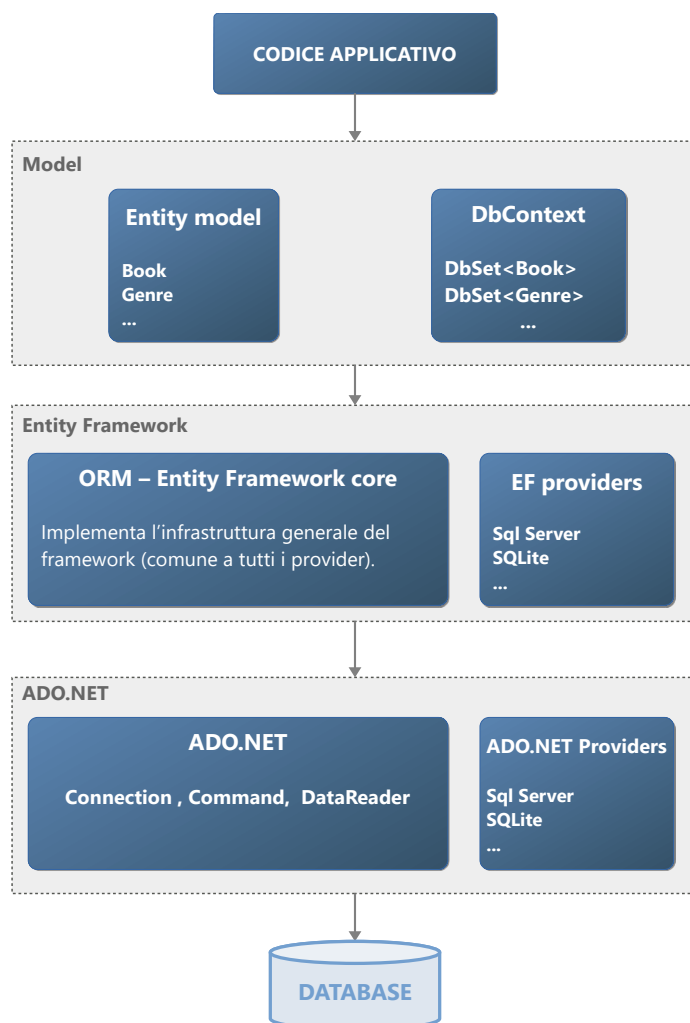 CODICE APPLICATIVO
Model
Entity model
Book
Genre
...
DbContext
DbSet<Book>
DbSet<Genre>
...
Entity Framework
ORM – Entity Framework core
Implementa l’infrastruttura generale del
framework (comune a tutti i provider).
EF providers
Sql Server
SQLite
...
ADO.NET
ADO.NET
Connection , Command,  DataReader
ADO.NET Providers
Sql Server
SQLite
...
DATABASE